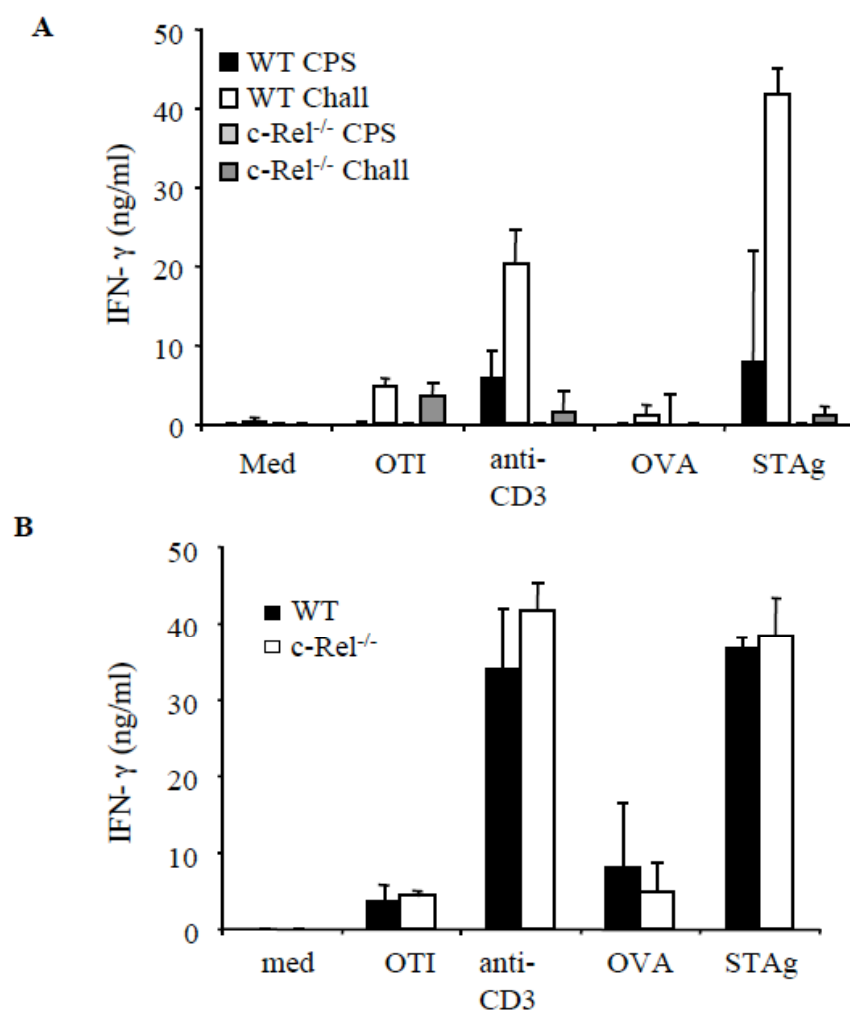 A
50
40
30
20
10
0
IFN- γ (ng/ml)
WT CPS
WT Chall
c-Rel-/- CPS
c-Rel-/- Chall
Med
OTI
anti-
CD3
OVA
STAg
B
50
40
30
20
10
0
IFN- γ (ng/ml)
WT
c-Rel-/-
med
OTI
anti-
CD3
OVA
STAg